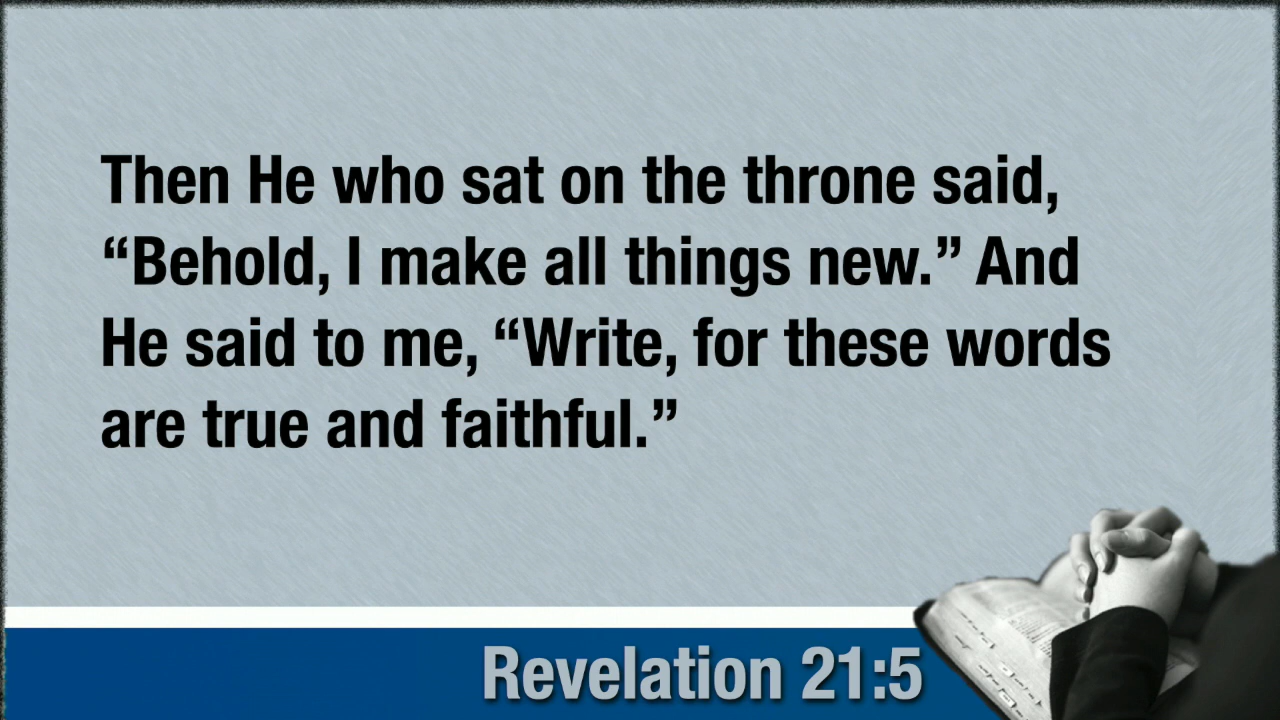 Then He who sat on the throne said,
“Behold, I make all things new.” And
He said to me, “Write, for these words
are true and faithful.”
Revelation 21:5